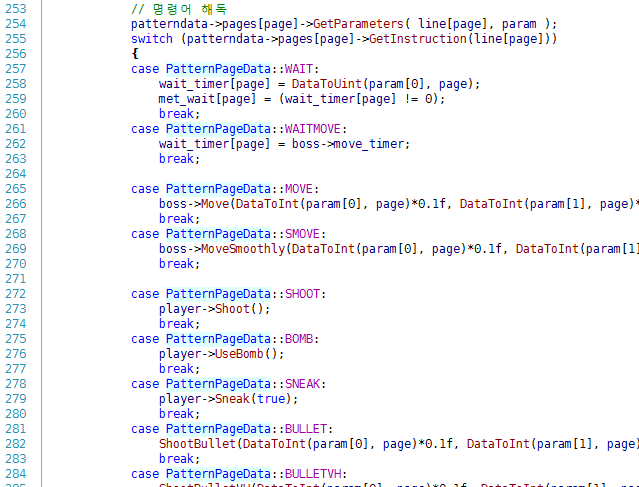 253 // 명령어 해독
254 patterndata->pages[page]->GetParameters( line[page], param );
255 switch (patterndata->pages[page]->GetInstruction(line[page]))
256 {
257 case PatternPageData::WAIT:
258 wait_timer[page] = DataToUint(param[0], page);
259 met_wait[page] = (wait_timer[page] != 0);
260 break;
261 case PatternPageData::WAITMOVE:
262 wait_timer[page] = boss->move_timer;
263 break;
264
265 case PatternPageData::MOVE:
266 boss->Move(DataToInt(param[0], page)*0.1f, DataToInt(param[1], page)*
267 break;
268 case PatternPageData::SMOVE:
269 boss->MoveSmoothly(DataToInt(param[0], page)*0.1f, DataToInt(param[1]
270 break;
271
272 case PatternPageData::SHOOT:
273 player->Shoot();
274 break;
275 case PatternPageData::BOMB:
276 player->UseBomb();
277 break;
278 case PatternPageData::SNEAK:
279 player->Sneak(true);
280 break;
281 case PatternPageData::BULLET:
282 ShootBullet(DataToInt(param[0], page)*0.1f, DataToInt(param[1], page)
283 break;
284 case PatternPageData::BULLETVH: